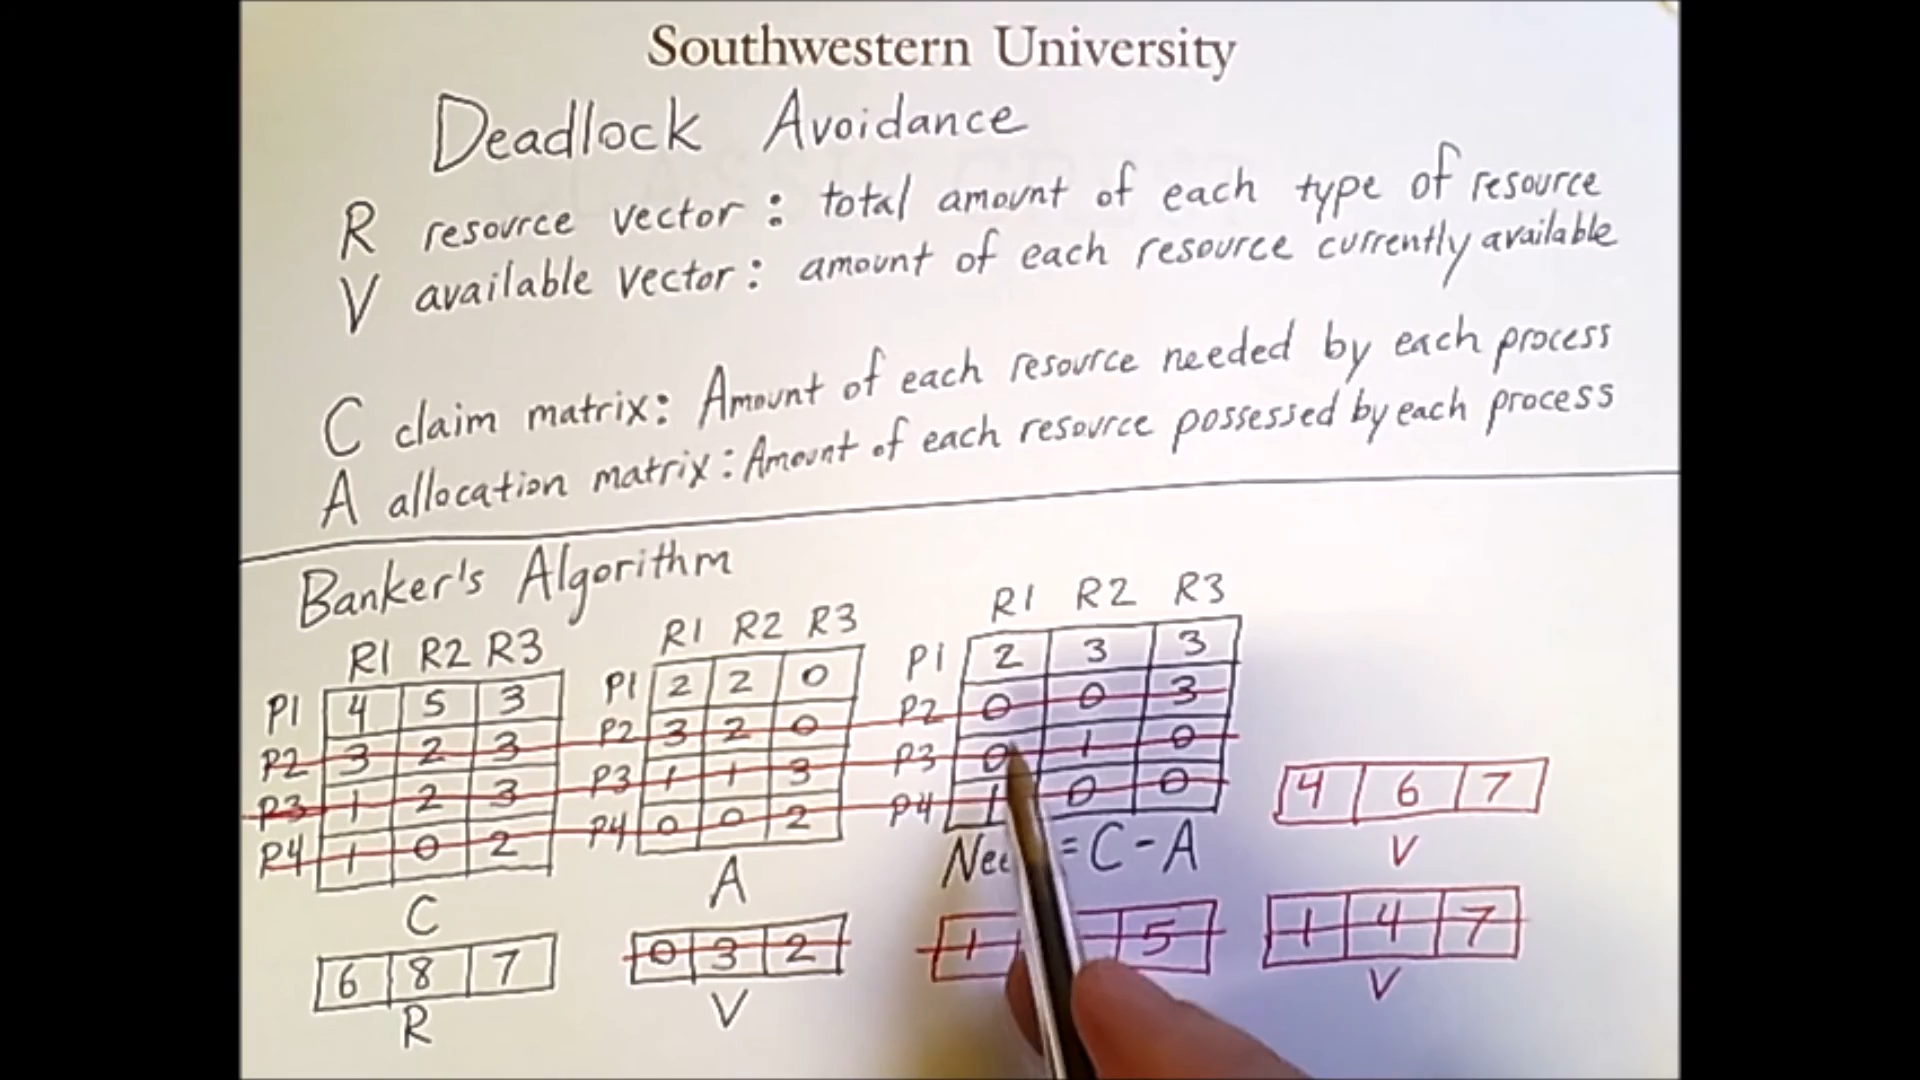 Southwestern University
Deadlock Avoidance
R resource vector: total amount of each type of resource
V available vector: amount of each resource currently available
C claim matrix: Amount of each resource needed by each process
A allocation matrix: Amount of each resource possessed by each process
Banker's Algorithm
R1 R2 R3
P1 4 5 3
P2 3 2 3
P3 1 2 3
P4 1 0 2
C
6 8 7
R
R1 R2 R3
P1 2 2 0
P2 3 2 0
P3 1 1 3
P4 0 0 2
A
0 3 2
V
R1 R2 R3
P1 2 3 3
P2 0 0 3
P3 0 1 0
P4 1 0 0
= C - A
1 5
4 6 7
V
1 4 7
V